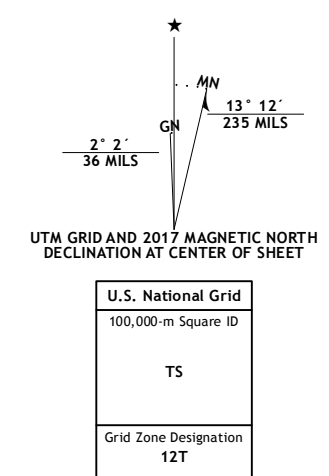 ★
MN
13° 12´
235 MILS
GN
2° 2´
36 MILS
UTM GRID AND 2017 MAGNETIC NORTH
DECLINATION AT CENTER OF SHEET
U.S. National Grid
100,000-m Square ID
TS
Grid Zone Designation
12T